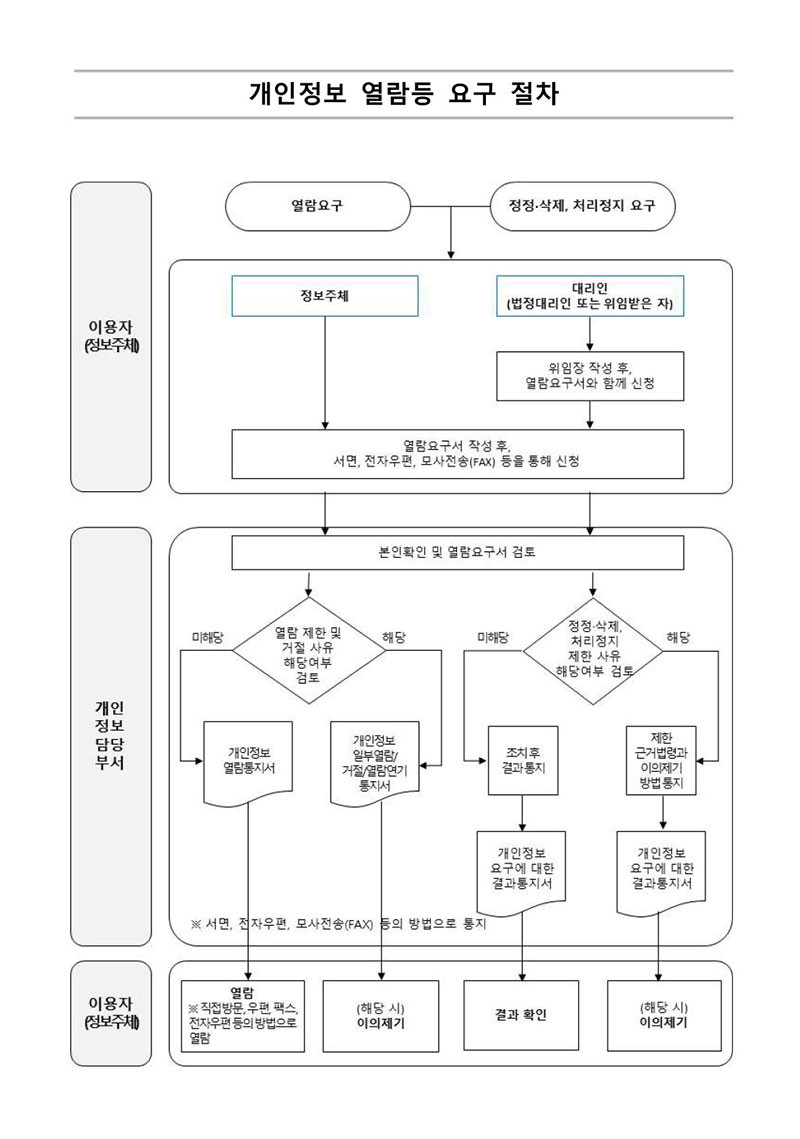 개인정보 열람등 요구 절차
열람요구
정정·삭제, 처리정지 요구
이용자
(정보주체)
정보주체
대리인
(법정대리인 또는 위임받은 자)
위임장 작성 후,
열람요구서와 함께 신청
열람요구서 작성 후,
서면, 전자우편, 모사전송(FAX) 등을 통해 신청
개인
정보
담당
부서
본인확인 및 열람요구서 검토
미해당
열람 제한 및
거절 사유
해당여부
검토
해당
미해당
정정·삭제,
처리정지
제한 사유
해당여부 검토
해당
개인정보
열람통지서
개인정보
일부열람/
거절/열람연기
통지서
조치 후
결과통지
제한
근거법령과
이의제기
방법 통지
개인정보
요구에 대한
결과통지서
개인정보
요구에 대한
결과통지서
※ 서면, 전자우편, 모사전송(FAX) 등의 방법으로 통지
이용자
(정보주체)
열람
※ 직접방문, 우편, 팩스,
전자우편 등의 방법으로
열람
(해당 시)
이의제기
결과 확인
(해당 시)
이의제기